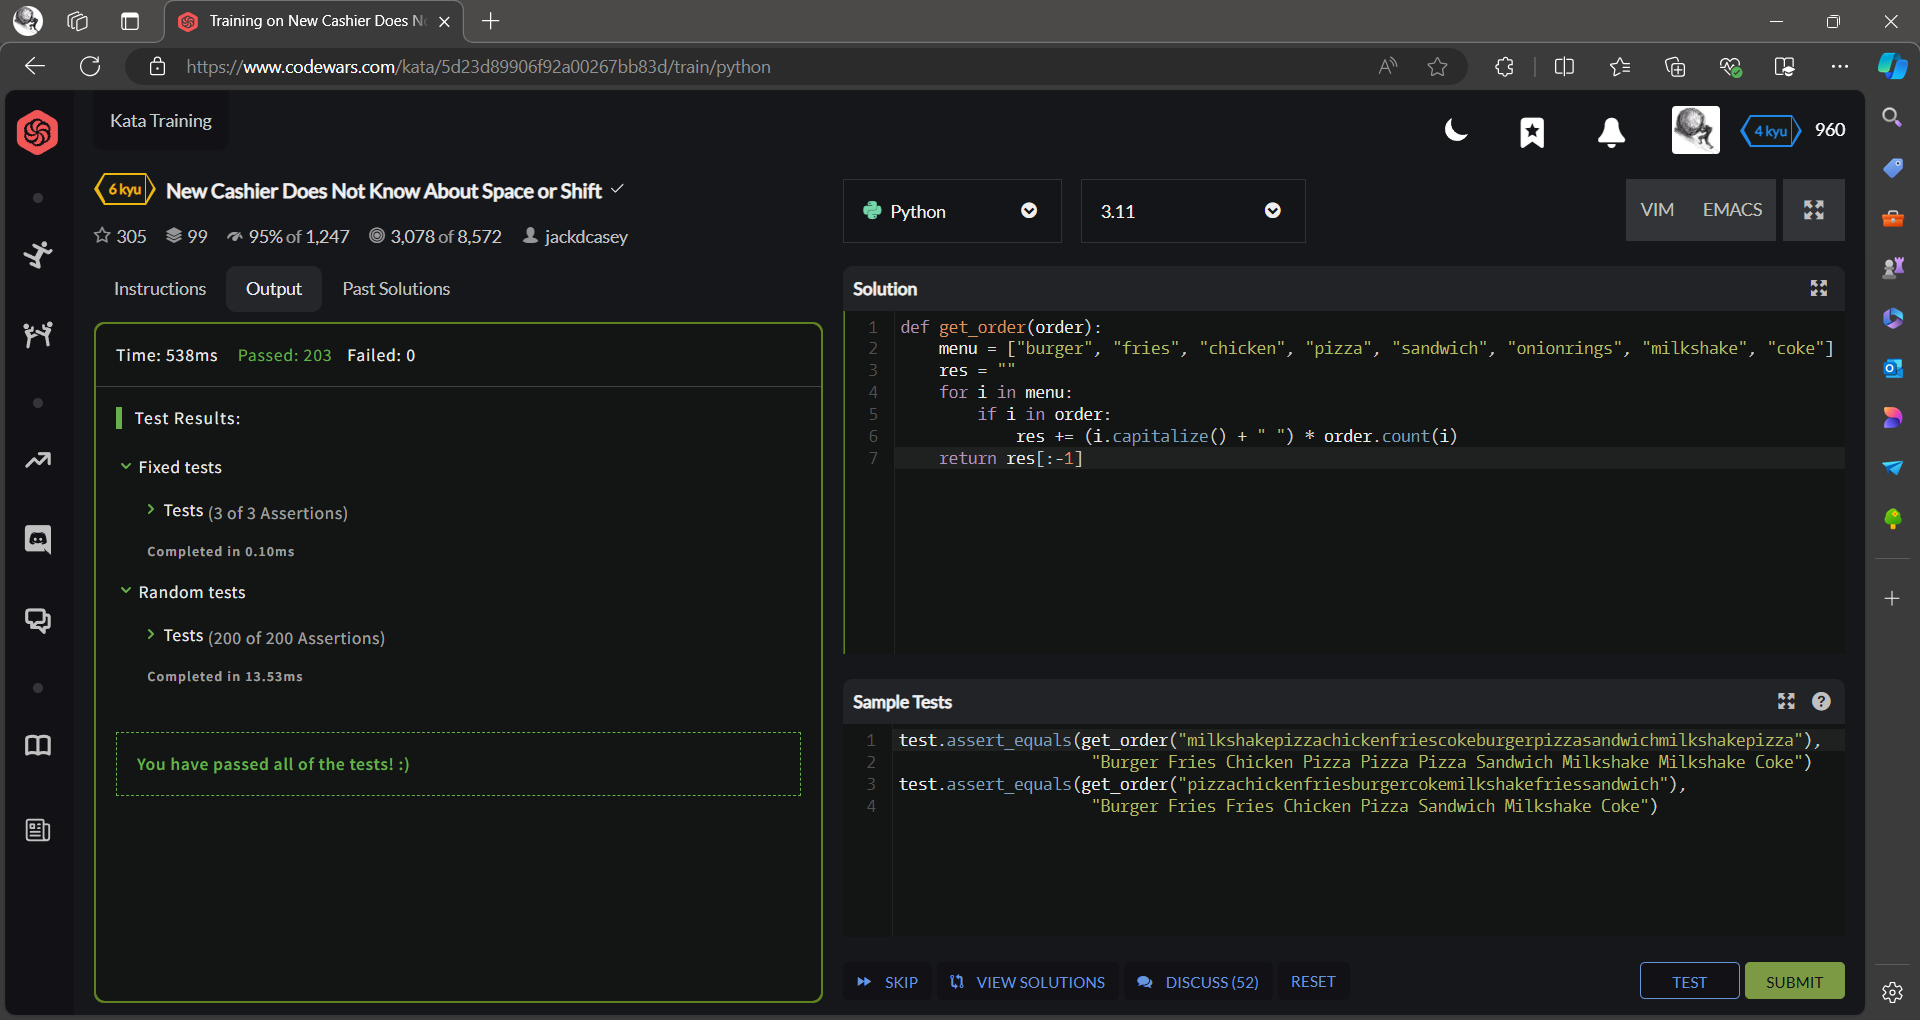 Training on New Cashier Does N
https://www.codewars.com/kata/5d23d89906f92a00267bb83d/train/python
Kata Training
4 kyu 960
6 kyu New Cashier Does Not Know About Space or Shift
305 99 95% of 1,247 3,078 of 8,572 jackdcasey
Python 3.11 VIM EMACS
Instructions Output Past Solutions
Time: 538ms Passed: 203 Failed: 0
Test Results:
Fixed tests
Tests (3 of 3 Assertions)
Completed in 0.10ms
Random tests
Tests (200 of 200 Assertions)
Completed in 13.53ms
You have passed all of the tests! :)
Solution
1 def get_order(order):
2 menu = ["burger", "fries", "chicken", "pizza", "sandwich", "onionrings", "milkshake", "coke"]
3 res = ""
4 for i in menu:
5 if i in order:
6 res += (i.capitalize() + " ") * order.count(i)
7 return res[:-1]
Sample Tests
1 test.assert_equals(get_order("milkshakepizzachickenfriescokeburgerpizzasandwichmilkshakepizza"),
2 "Burger Fries Chicken Pizza Pizza Pizza Sandwich Milkshake Milkshake Coke")
3 test.assert_equals(get_order("pizzachickenfriesburgercokemilkshakefriessandwich"),
4 "Burger Fries Fries Chicken Pizza Sandwich Milkshake Coke")
SKIP VIEW SOLUTIONS DISCUSS (52) RESET TEST SUBMIT